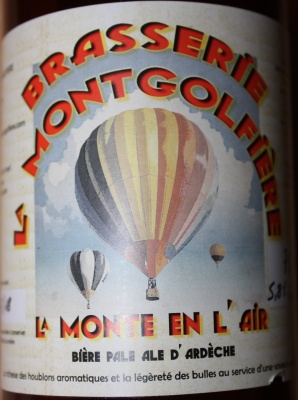 BRASSERIE
LA MONTGOLFIÈRE
LA MONTE EN L'AIR
BIÈRE PALE ALE D'ARDÈCHE
des houblons aromatiques et la légèreté des bulles au service d'une